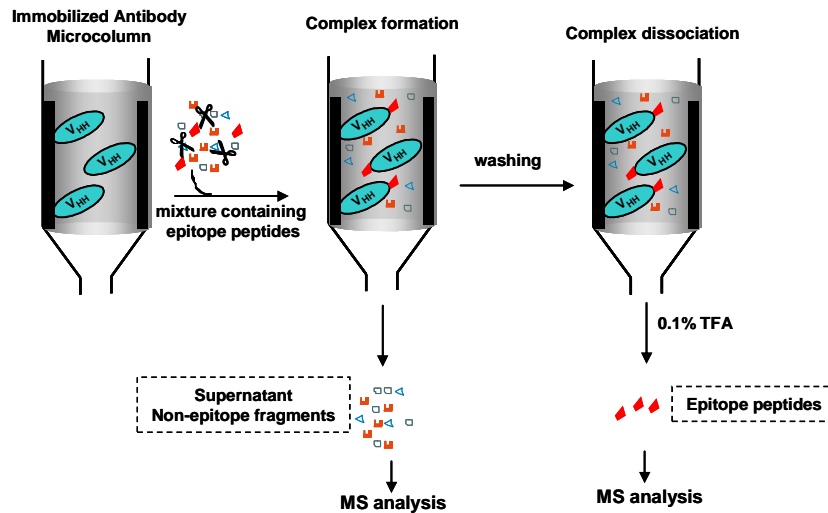 Immobilized Antibody
Microcolumn
Complex formation
Complex dissociation
VHH
VHH
VHH
mixture containing
epitope peptides
VHH
VHH
VHH
washing
VHH
VHH
VHH
0.1% TFA
Supernatant
Non-epitope fragments
Epitope peptides
MS analysis
MS analysis